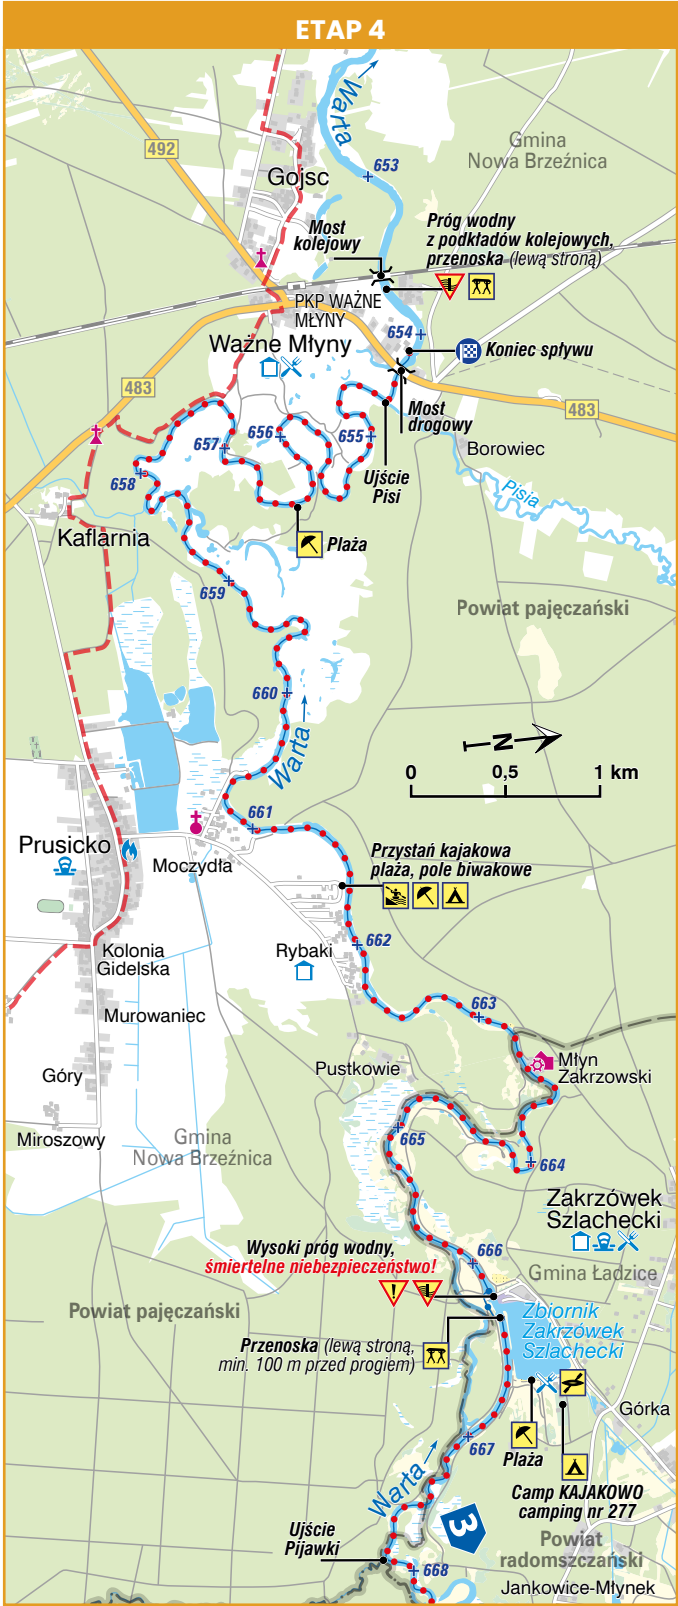 ETAP 4
Warta
492
653
Gmina
Nowa Brzeźnica
Gojsc
Most
kolejowy
Próg wodny
z podkładów kolejowych,
przenoska (lewą stroną)
PKP WAŻNE
MŁYNY
654
Ważne Młyny
Koniec spływu
483
483
Most
drogowy
657
656
655
Borowiec
658
Ujście
Pisi
Pisia
Kaflarnia
Plaża
659
Powiat pajęczański
660
Warta
N
0 0,5 1 km
661
Prusicko
Moczydła
Przystań kajakowa
plaża, pole biwakowe
662
Kolonia
Gidelska
Rybaki
663
Murowaniec
Młyn
Zakrzowski
Pustkowie
Góry
665
Miroszowy
Gmina
Nowa Brzeźnica
664
Zakrzówek
Szlachecki
Wysoki próg wodny,
śmiertelne niebezpieczeństwo!
666
Gmina Ładzice
Powiat pajęczański
Zbiornik
Zakrzówek
Szlachecki
Przenoska (lewą stroną,
min. 100 m przed progiem)
Górka
667
Plaża
Warta
Camp KAJAKOWO
camping nr 277
3
Ujście
Pijawki
Powiat
radomszczański
668
Jankowice-Młynek